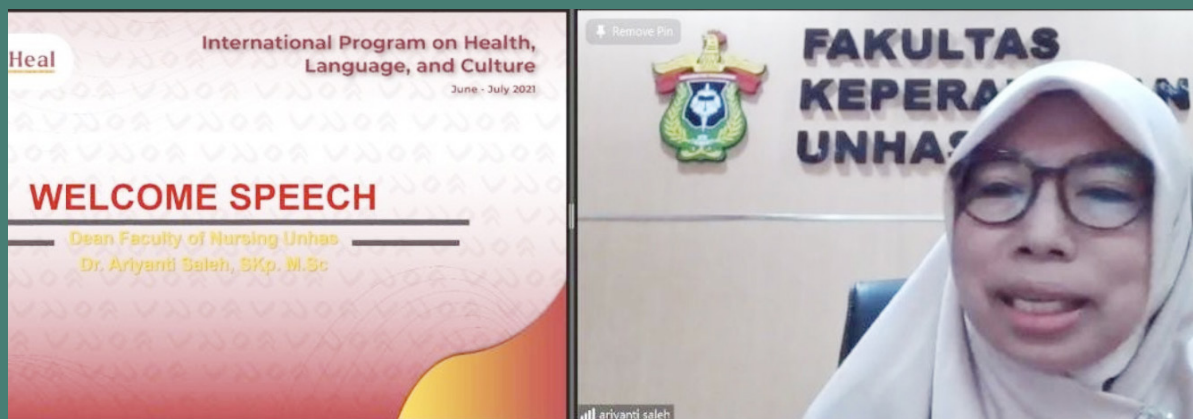 Heal
International Program on Health,
Language, and Culture
June - July 2021
WELCOME SPEECH
Dean Faculty of Nursing Unhas
Dr. Ariyanti Saleh, SKp. M.Sc
Remove Pin
FAKULTAS
UNHAS
ariyanti saleh